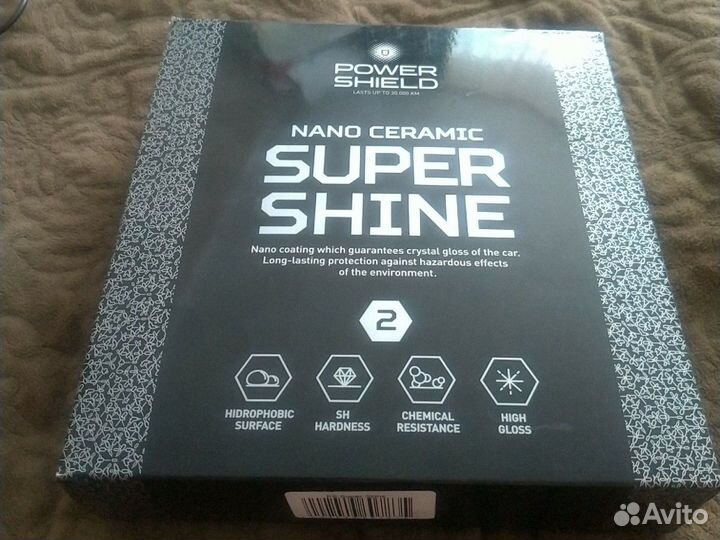 POWER
SHIELD
LASTS UP TO 30.000 KM
NANO CERAMIC
SUPER
SHINE
Nano coating which guarantees crystal gloss of the car.
Long-lasting protection against hazardous effects
of the environment.
2
HIDROPHOBIC
SURFACE
SH
HARDNESS
CHEMICAL
RESISTANCE
HIGH
GLOSS
Avito